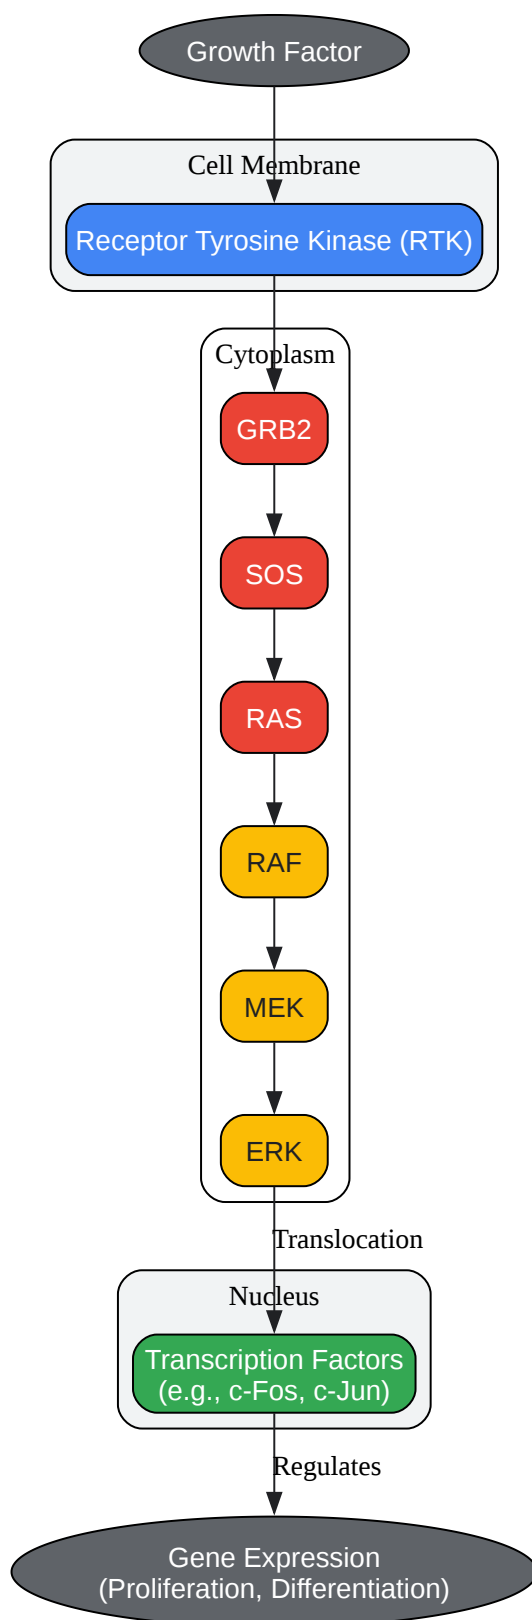 Growth Factor
Cell Membrane
Receptor Tyrosine Kinase (RTK)
Cytoplasm
GRB2
SOS
RAS
RAF
MEK
ERK
Translocation
Nucleus
Transcription Factors
(e.g., c-Fos, c-Jun)
Regulates
Gene Expression
(Proliferation, Differentiation)